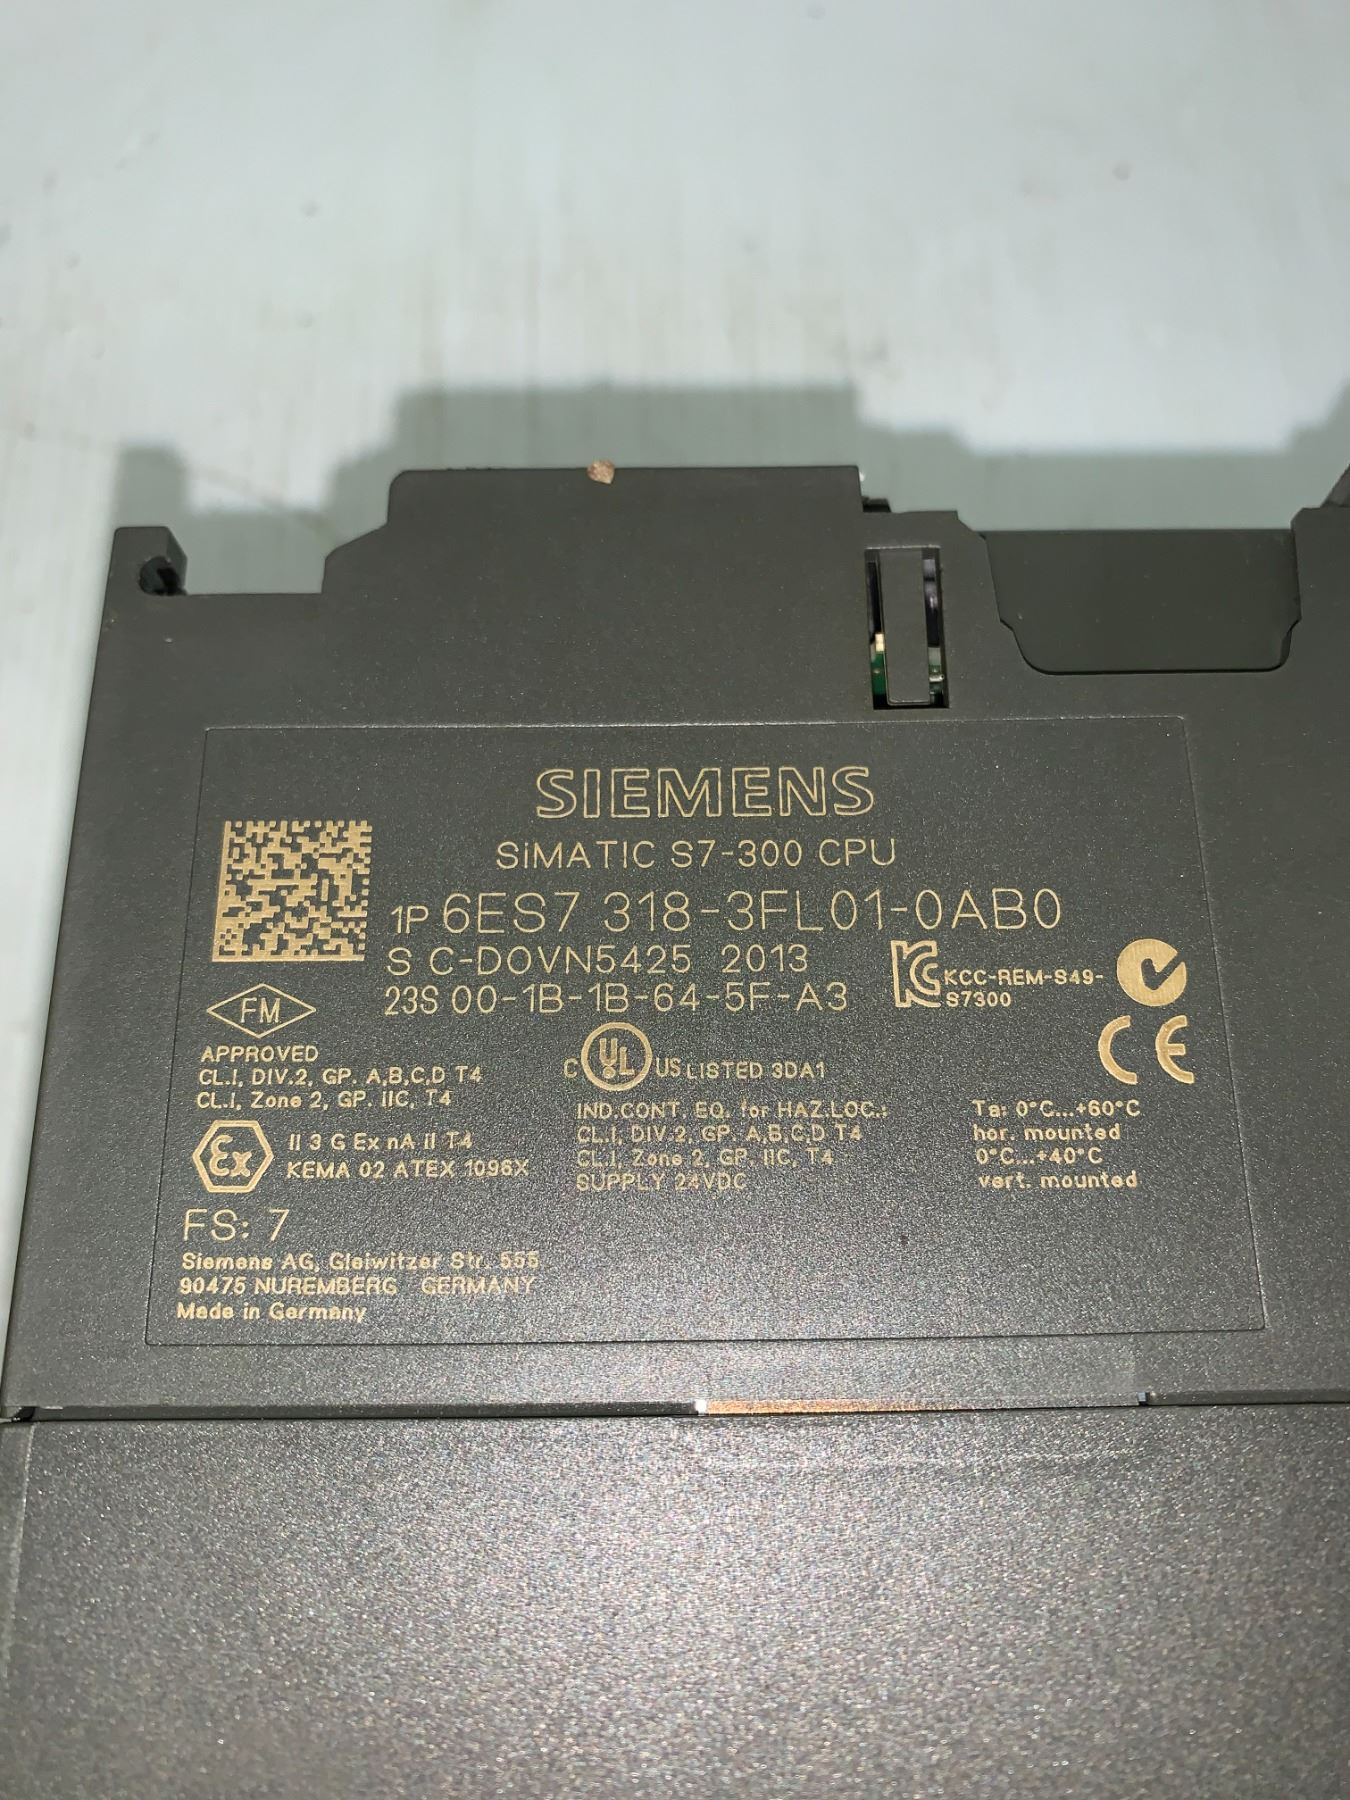 SIEMENS
SiMATIC S7-300 CPU
1P 6ES7 318-3FL01-0AB0
S C-D0VN5425 2013
23S 00-1B-1B-64-5F-A3
KCC-REM-S49-
S7300
FM
APPROVED
CL.I, DIV.2, GP. A,B,C,D T4
CL.I, Zone 2, GP. IIC, T4
C UL US LISTED 3DA1
IND.CONT. EQ. for HAZ.LOC.:
CL.I, DIV.2, GP. A,B,C,D T4
CL.I, Zone 2, GP. IIC, T4
SUPPLY 24VDC
CE
Ta: 0°C...+60°C
hor. mounted
0°C...+40°C
vert. mounted
Ex II 3 G Ex nA II T4
KEMA 02 ATEX 1096X
FS: 7
Siemens AG, Gleiwitzer Str. 555
90475 NUREMBERG GERMANY
Made in Germany